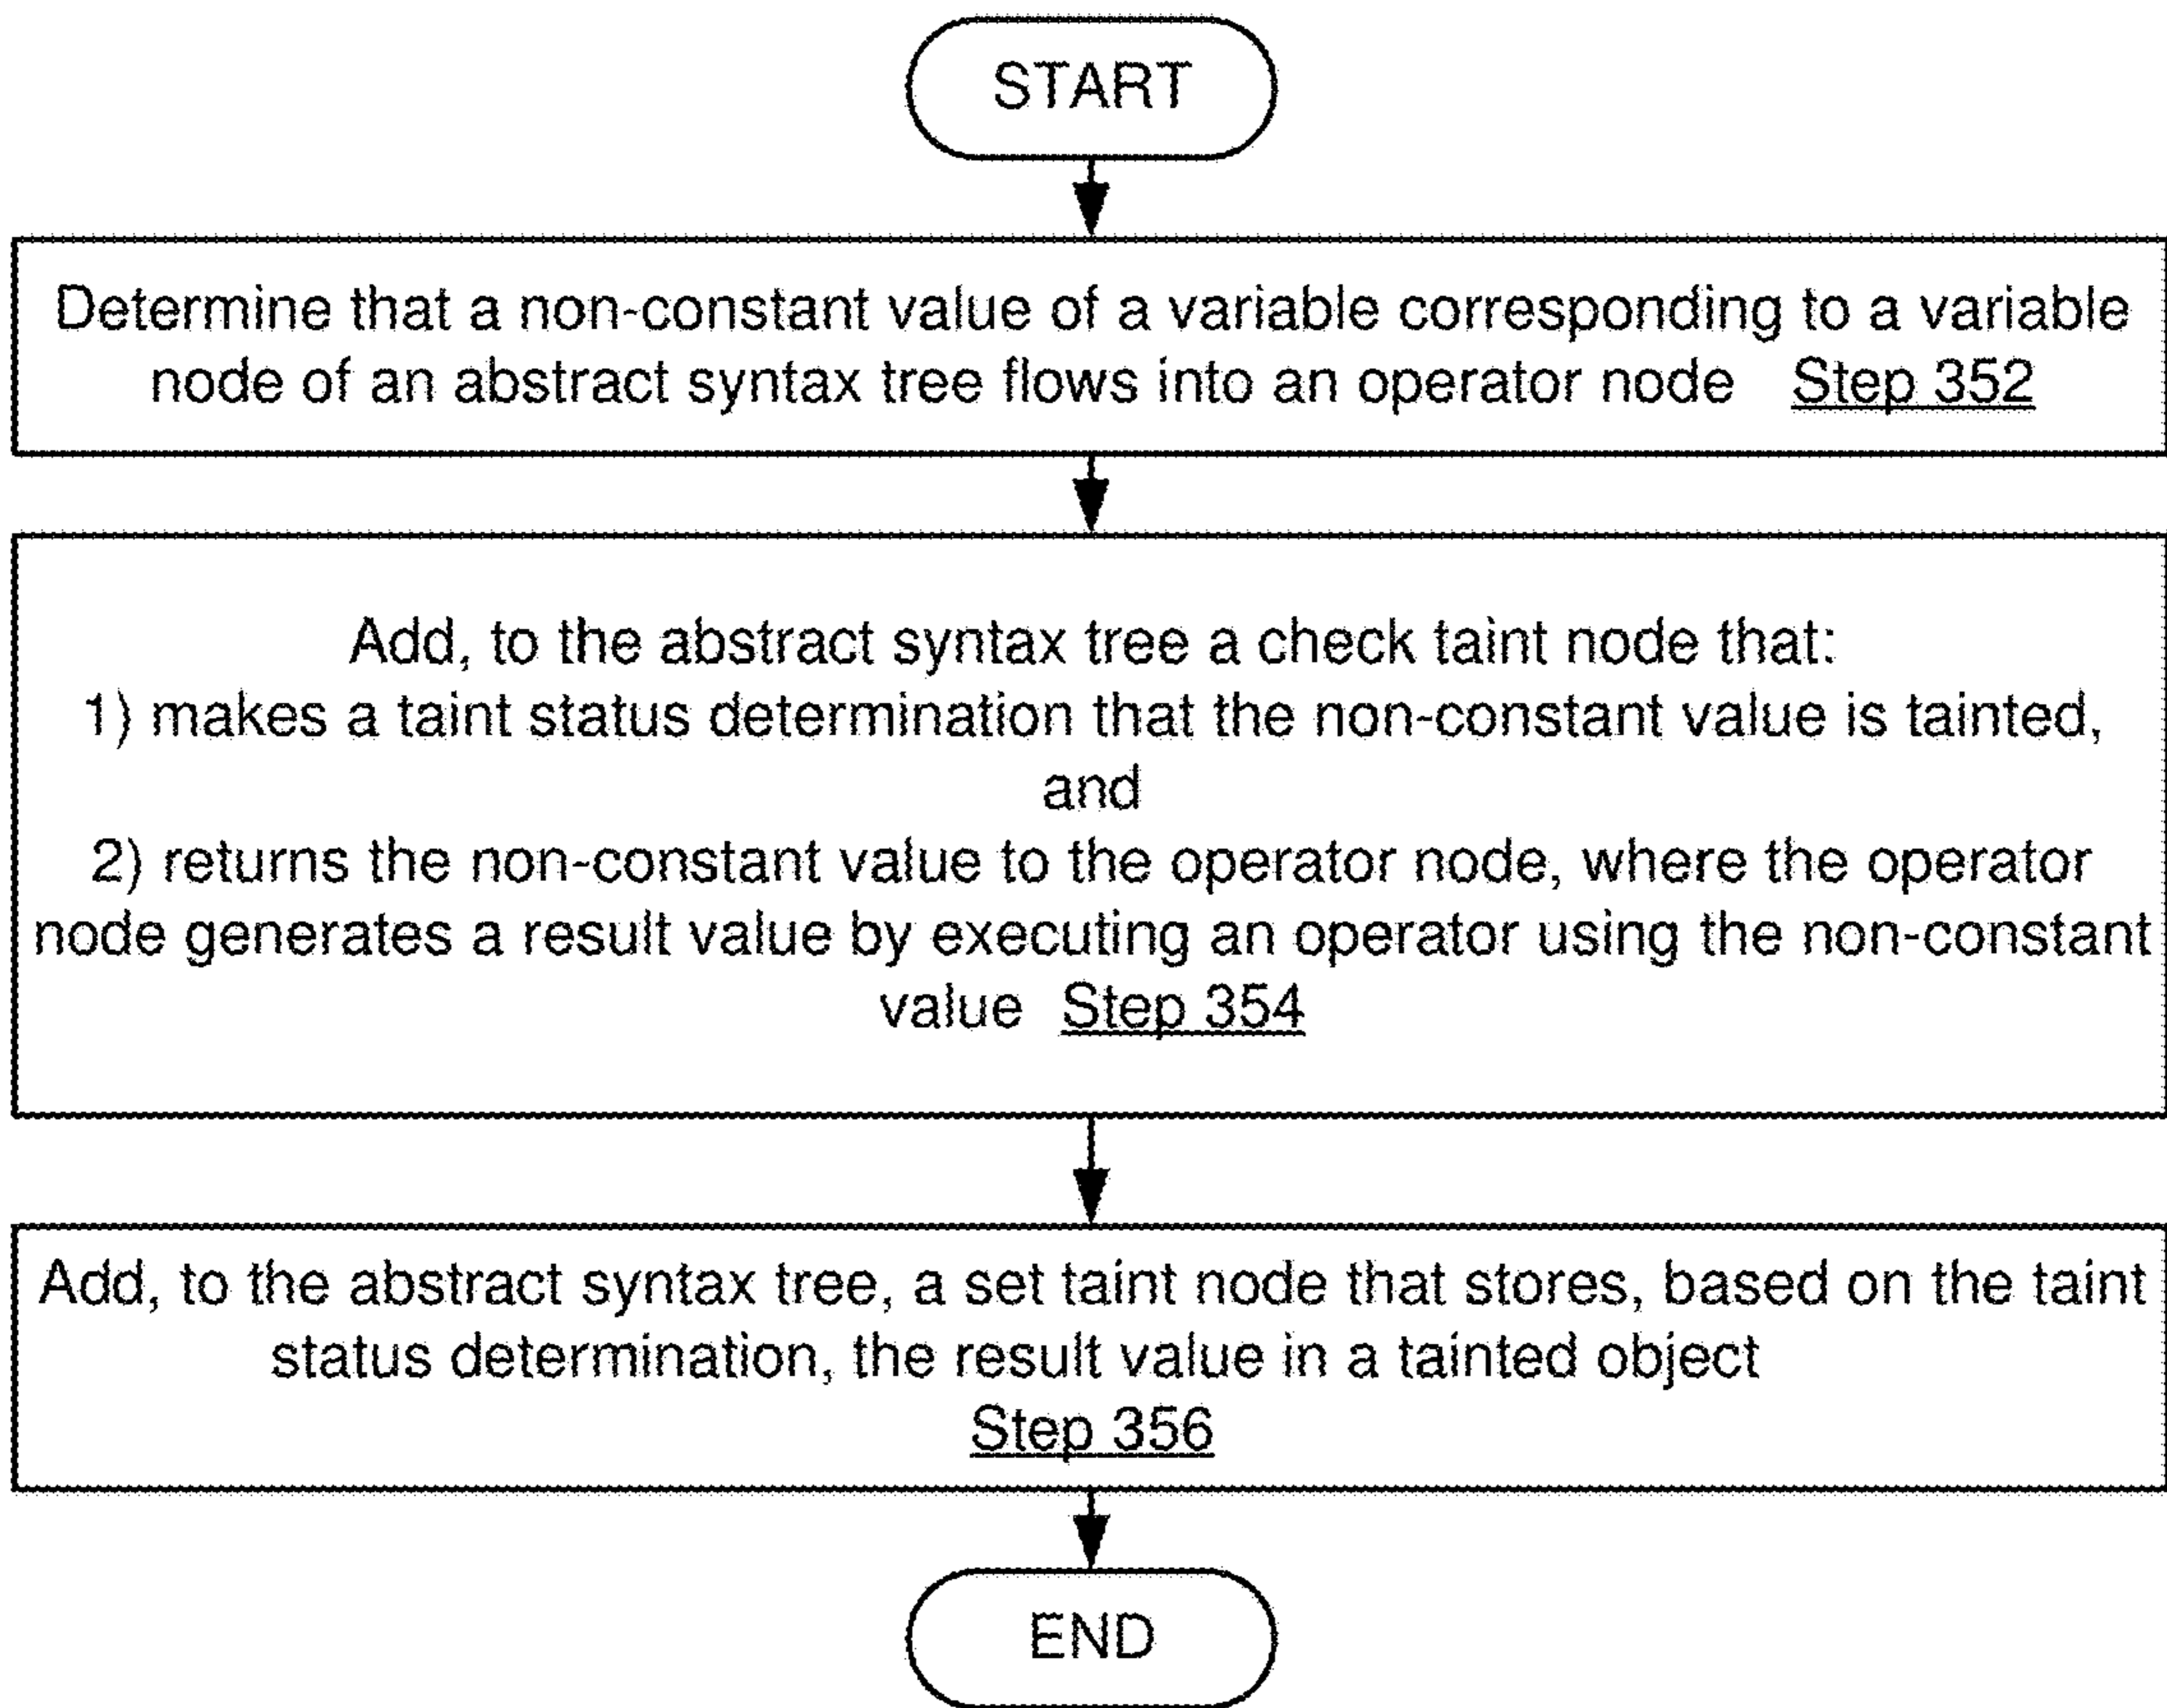 START
Determine that a non-constant value of a variable corresponding to a variable
node of an abstract syntax tree flows into an operator node Step 352
Add, to the abstract syntax tree a check taint node that:
1) makes a taint status determination that the non-constant value is tainted,
and
2) returns the non-constant value to the operator node, where the operator
node generates a result value by executing an operator using the non-constant
value Step 354
Add, to the abstract syntax tree, a set taint node that stores, based on the taint
status determination, the result value in a tainted object
Step 356
END